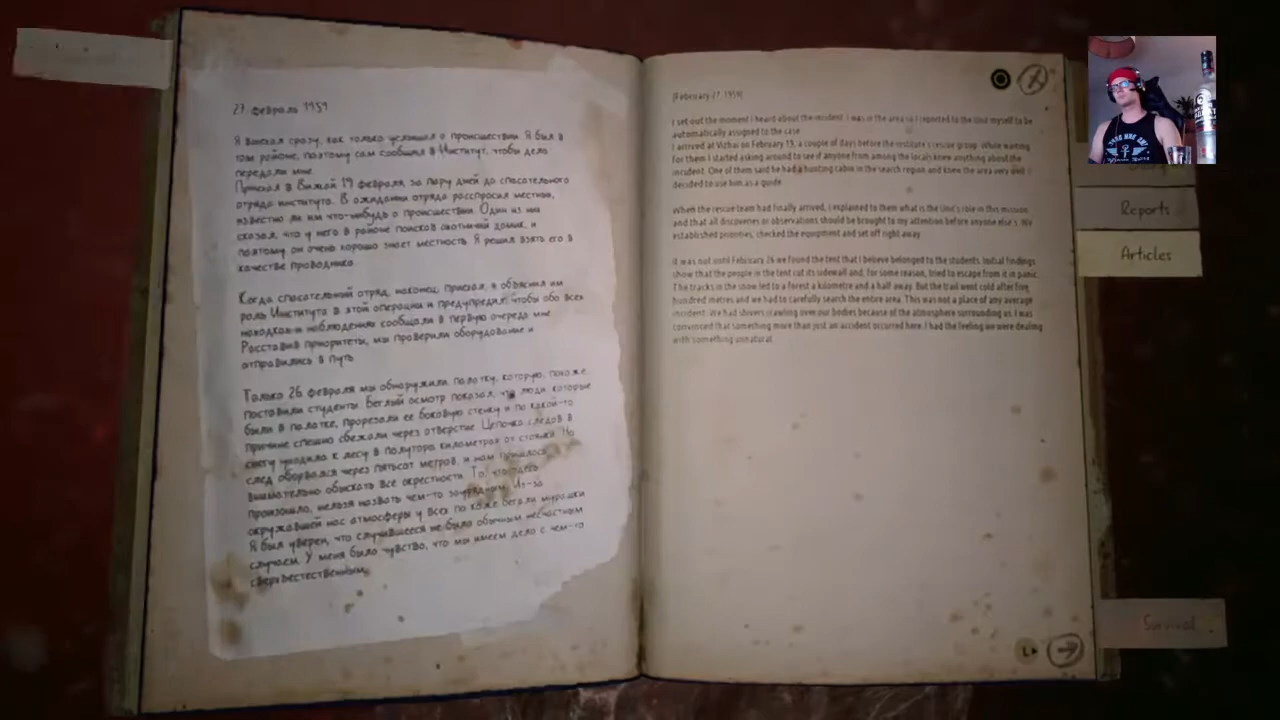 27 февраля 1959
Я выехал сразу, как только услышал о происшествии. Я был в
том районе, поэтому сам сообщил в Институт, чтобы дело
передали мне.
Приехал в Вижай 19 февраля, за пару дней до спасательного
отряда института. В ожидании отряда расспросил местных,
известно ли им что-нибудь о происшествии. Один из них
сказал, что у него в районе поисков охотничий домик, и
поэтому он очень хорошо знает местность. Я решил взять его в
качестве проводника.
Когда спасательный отряд, наконец, приехал, я объяснил им
роль Института в этой операции и предупредил, чтобы обо всех
находках и наблюдениях сообщали в первую очередь мне.
Расставив приоритеты, мы проверили оборудование и
отправились в путь.
Только 26 февраля мы обнаружили палатку, которую, похоже,
поставили студенты. Беглый осмотр показал, что люди которые
были в палатке, прорезали ее боковую стенку и по какой-то
причине спешно сбежали через отверстие. Цепочка следов в
снегу уходила к лесу в полутора километрах от стоянки. Но
след оборвался через пятьсот метров, и нам пришлось
внимательно обыскать все окрестности. То, что здесь
произошло, нельзя назвать чем-то заурядным. Из-за
окружавшей нас атмосферы у всех по коже бегали мурашки
Я был уверен, что случившееся не было обычным несчастным
случаем. У меня было чувство, что мы имеем дело с чем-то
сверхъестественным.
[February 27, 1959]
I set out the moment I heard about the incident. I was in the area so I reported to the Unit myself to be
automatically assigned to the case.
I arrived at Vizhai on February 19, a couple of days before the institute's rescue group. While waiting
for them I started asking around to see if anyone from among the locals knew anything about the
incident. One of them said he had a hunting cabin in the search region and knew the area very well. I
decided to use him as a guide.
When the rescue team had finally arrived, I explained to them what is the Unit's role in this mission
and that all discoveries or observations should be brought to my attention before anyone else's. We
established priorities, checked the equipment and set off right away.
It was not until February 26 we found the tent that I believe belonged to the students. Initial findings
show that the people in the tent cut its sidewall and, for some reason, tried to escape from it in panic.
The tracks in the snow led to a forest a kilometre and a half away. But the trail went cold after five
hundred metres and we had to carefully search the entire area. This was not a place of any average
incident. We had shivers crawling over our bodies because of the atmosphere surrounding us. I was
convinced that something more than just an accident occurred here. I had the feeling we were dealing
with something unnatural.
Reports
Articles
Survival
L